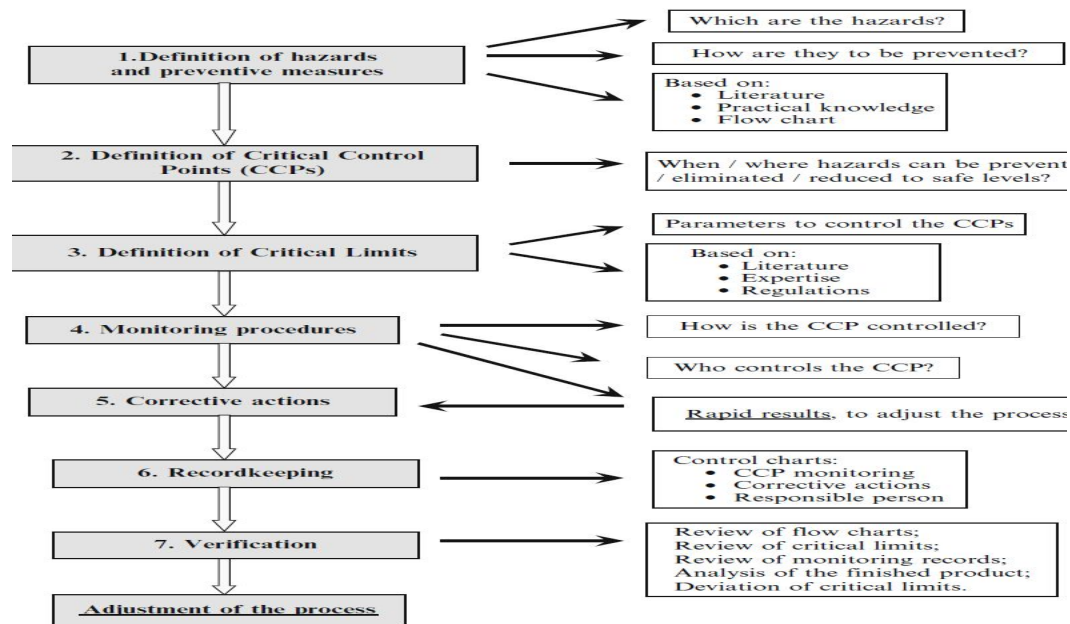 Which are the hazards?
1.Definition of hazards
and preventive measures
How are they to be prevented?
Based on:
• Literature
• Practical knowledge
• Flow chart
2. Definition of Critical Control
Points (CCPs)
When / where hazards can be prevent
/ eliminated / reduced to safe levels?
3. Definition of Critical Limits
Parameters to control the CCPs
Based on:
• Literature
• Expertise
• Regulations
4. Monitoring procedures
How is the CCP controlled?
Who controls the CCP?
5. Corrective actions
Rapid results, to adjust the process
6. Recordkeeping
Control charts:
• CCP monitoring
• Corrective actions
• Responsible person
7. Verification
Review of flow charts;
Review of critical limits;
Review of monitoring records;
Analysis of the finished product;
Deviation of critical limits.
Adjustment of the process